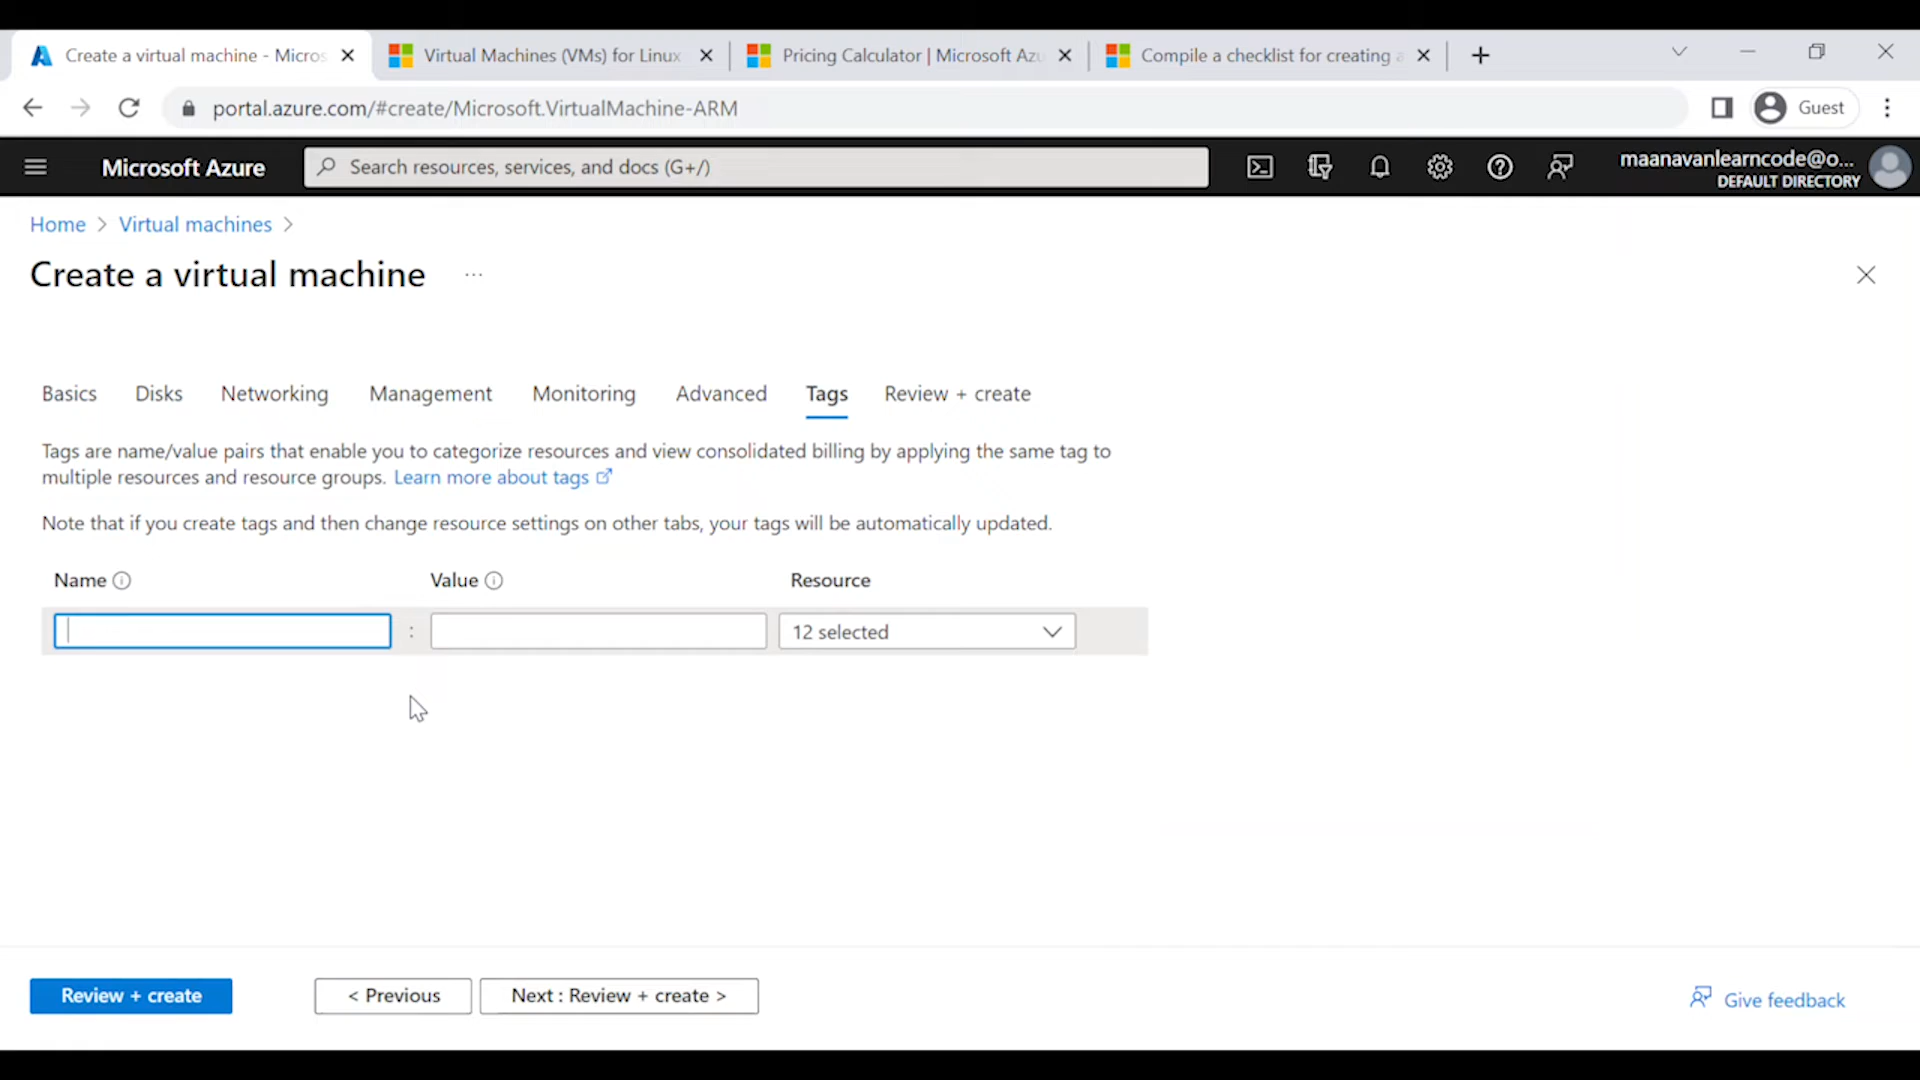 Create a virtual machine - Micros
Virtual Machines (VMs) for Linux
Pricing Calculator | Microsoft Azu
Compile a checklist for creating a
portal.azure.com/#create/Microsoft.VirtualMachine-ARM
Guest
Microsoft Azure
Search resources, services, and docs (G+/)
maanavanlearncode@o...
DEFAULT DIRECTORY
Home > Virtual machines >
Create a virtual machine ...
Basics Disks Networking Management Monitoring Advanced Tags Review + create
Tags are name/value pairs that enable you to categorize resources and view consolidated billing by applying the same tag to
multiple resources and resource groups. Learn more about tags
Note that if you create tags and then change resource settings on other tabs, your tags will be automatically updated.
Name Value Resource
: 12 selected
Review + create < Previous Next : Review + create > Give feedback